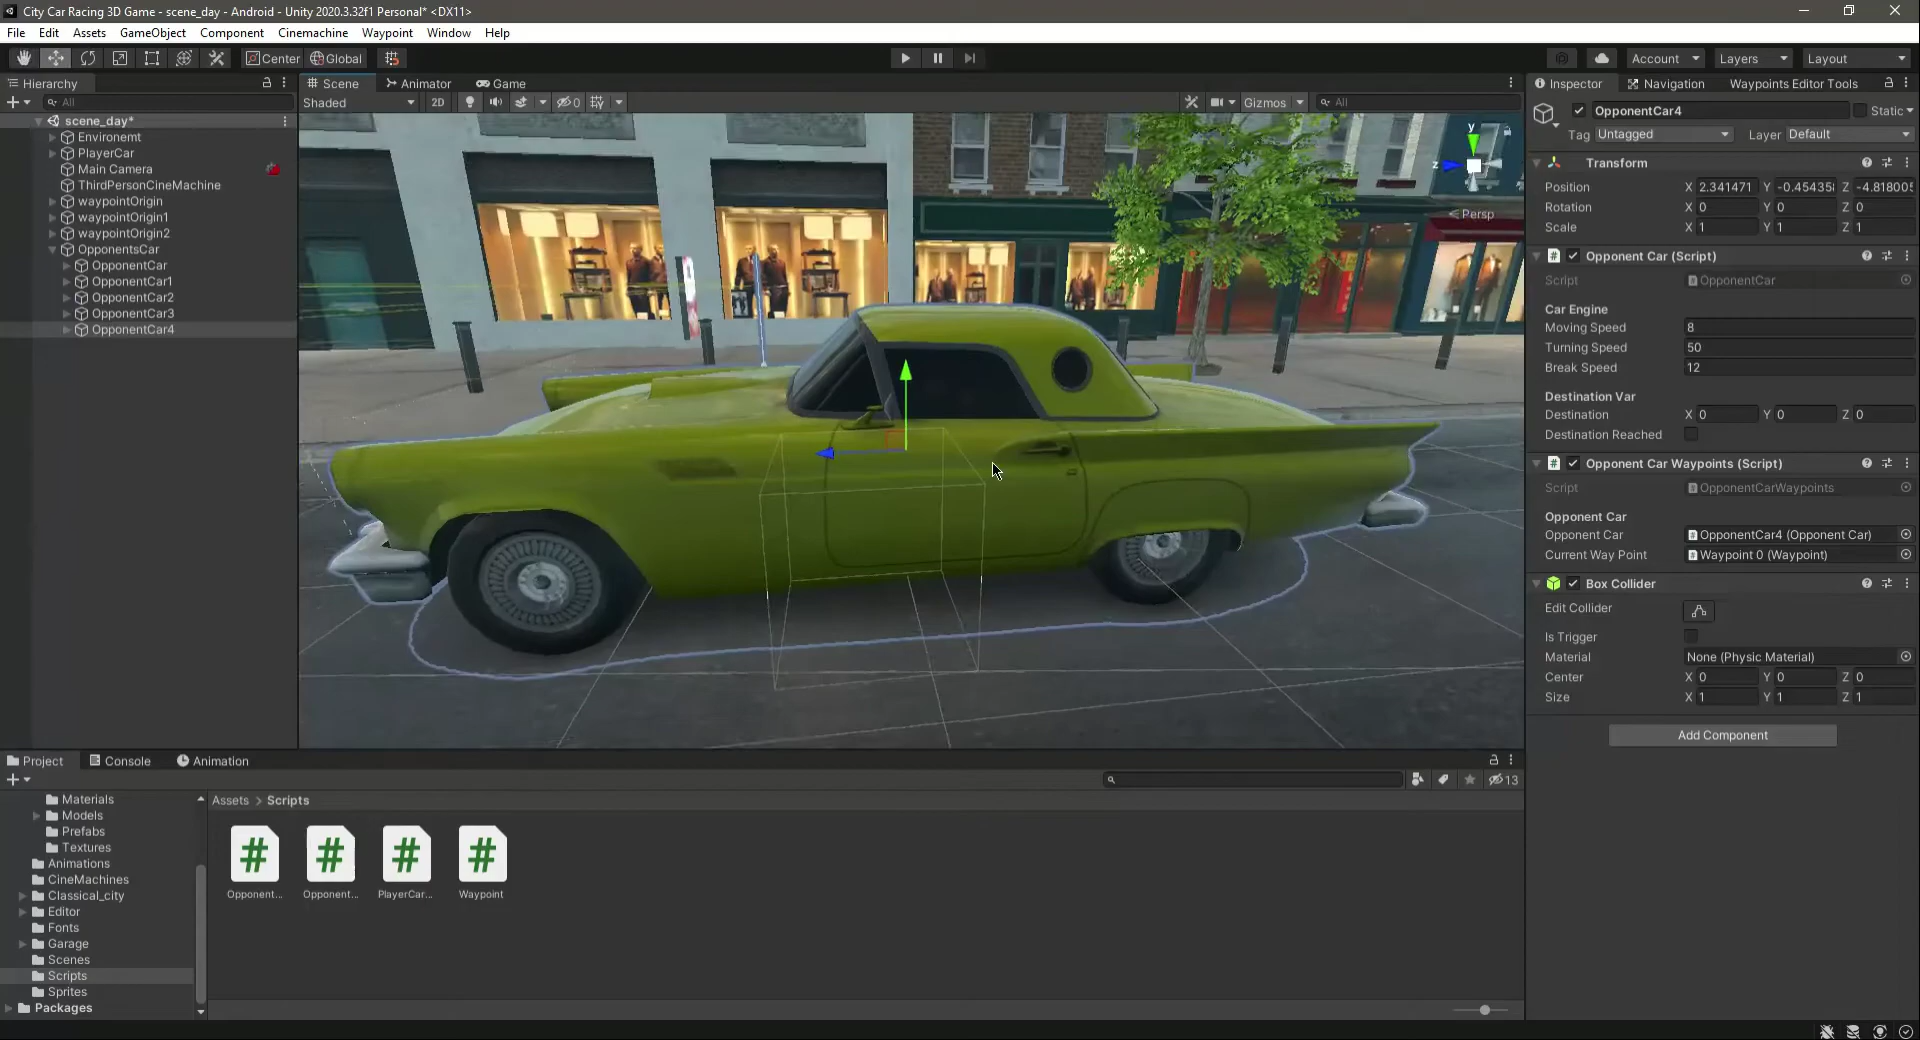 City Car Racing 3D Game - scene_day - Android - Unity 2020.3.32f1 Personal* <DX11>
File Edit Assets GameObject Component Cinemachine Waypoint Window Help
Center Global Account Layers Layout
Hierarchy
All
scene_day*
Environemt
PlayerCar
Main Camera
ThirdPersonCineMachine
waypointOrigin
waypointOrigin1
waypointOrigin2
OpponentsCar
OpponentCar
OpponentCar1
OpponentCar2
OpponentCar3
OpponentCar4
Scene Animator Game
Shaded 2D 0 Gizmos All
y
z
< Persp
Inspector Navigation Waypoints Editor Tools
OpponentCar4 Static
Tag Untagged Layer Default
Transform
Position X 2.341471 Y -0.454358 Z -4.818005
Rotation X 0 Y 0 Z 0
Scale X 1 Y 1 Z 1
Opponent Car (Script)
Script OpponentCar
Car Engine
Moving Speed 8
Turning Speed 50
Break Speed 12
Destination Var
Destination X 0 Y 0 Z 0
Destination Reached
Opponent Car Waypoints (Script)
Script OpponentCarWaypoints
Opponent Car
Opponent Car OpponentCar4 (Opponent Car)
Current Way Point Waypoint 0 (Waypoint)
Box Collider
Edit Collider
Is Trigger
Material None (Physic Material)
Center X 0 Y 0 Z 0
Size X 1 Y 1 Z 1
Add Component
Project Console Animation
13
Materials
Models
Prefabs
Textures
Animations
CineMachines
Classical_city
Editor
Fonts
Garage
Scenes
Scripts
Sprites
Packages
Assets > Scripts
Opponent... Opponent... PlayerCar... Waypoint